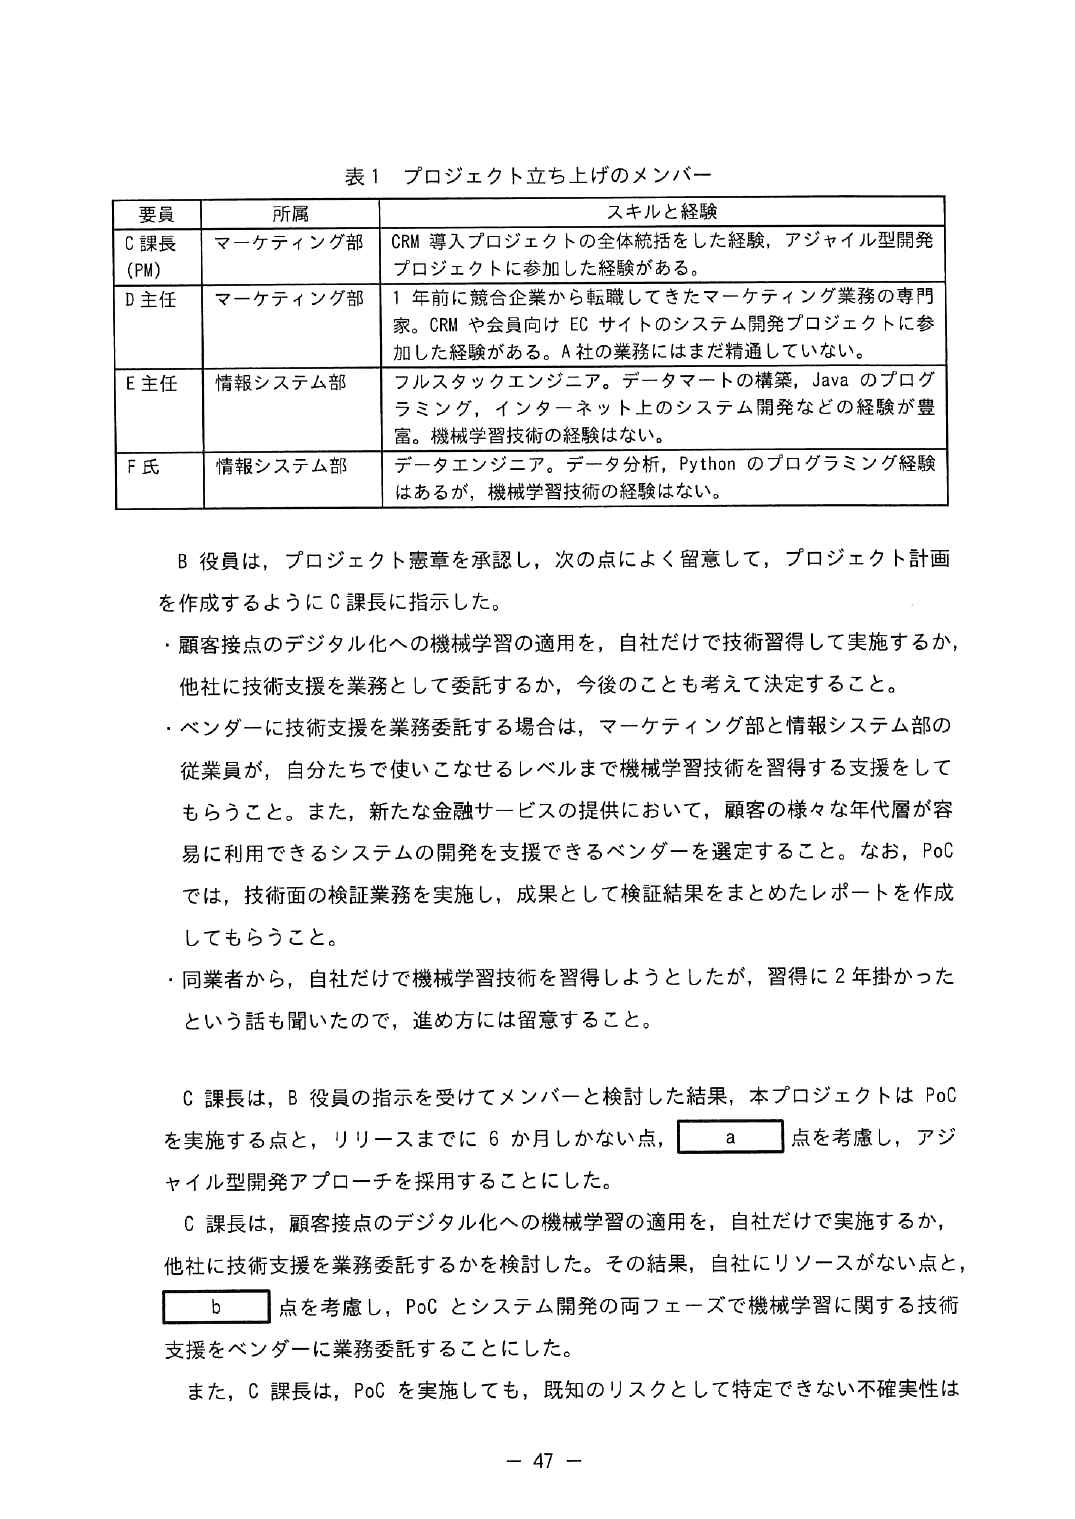 表1　プロジェクト立ち上げのメンバー
要員　所属　スキルと経験
C 課長　マーケティング部　CRM 導入プロジェクトの全体統括をした経験，アジャイル型開発
(PM)　プロジェクトに参加した経験がある。
D 主任　マーケティング部　1 年前に競合企業から転職してきたマーケティング業務の専門
家。CRM や会員向け EC サイトのシステム開発プロジェクトに参
加した経験がある。A 社の業務にはまだ精通していない。
E 主任　情報システム部　フルスタックエンジニア。データマートの構築，Java のプログ
ラミング，インターネット上のシステム開発などの経験が豊
富。機械学習技術の経験はない。
F 氏　情報システム部　データエンジニア。データ分析，Python のプログラミング経験
はあるが，機械学習技術の経験はない。
B 役員は，プロジェクト憲章を承認し，次の点によく留意して，プロジェクト計画
を作成するように C 課長に指示した。
・顧客接点のデジタル化への機械学習の適用を，自社だけで技術習得して実施するか，
他社に技術支援を業務として委託するか，今後のことも考えて決定すること。
・ベンダーに技術支援を業務委託する場合は，マーケティング部と情報システム部の
従業員が，自分たちで使いこなせるレベルまで機械学習技術を習得する支援をして
もらうこと。また，新たな金融サービスの提供において，顧客の様々な年代層が容
易に利用できるシステムの開発を支援できるベンダーを選定すること。なお，PoC
では，技術面の検証業務を実施し，成果として検証結果をまとめたレポートを作成
してもらうこと。
・同業者から，自社だけで機械学習技術を習得しようとしたが，習得に 2 年掛かった
という話も聞いたので，進め方には留意すること。
C 課長は，B 役員の指示を受けてメンバーと検討した結果，本プロジェクトは PoC
を実施する点と，リリースまでに 6 か月しかない点，a 点を考慮し，アジ
ャイル型開発アプローチを採用することにした。
C 課長は，顧客接点のデジタル化への機械学習の適用を，自社だけで実施するか，
他社に技術支援を業務委託するかを検討した。その結果，自社にリソースがない点と，
b 点を考慮し，PoC とシステム開発の両フェーズで機械学習に関する技術
支援をベンダーに業務委託することにした。
また，C 課長は，PoC を実施しても，既知のリスクとして特定できない不確実性は
― 47 ―